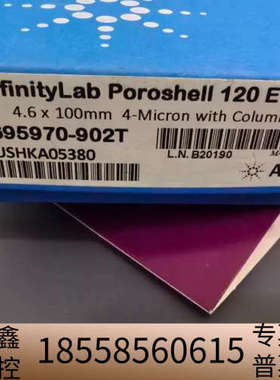 finityLab Poroshell 120 E
4.6 x 100mm 4-Micron with Colum
695970-902T
USHKA05380
L.N. B20190
A
鑫 18558560615 专
控 普